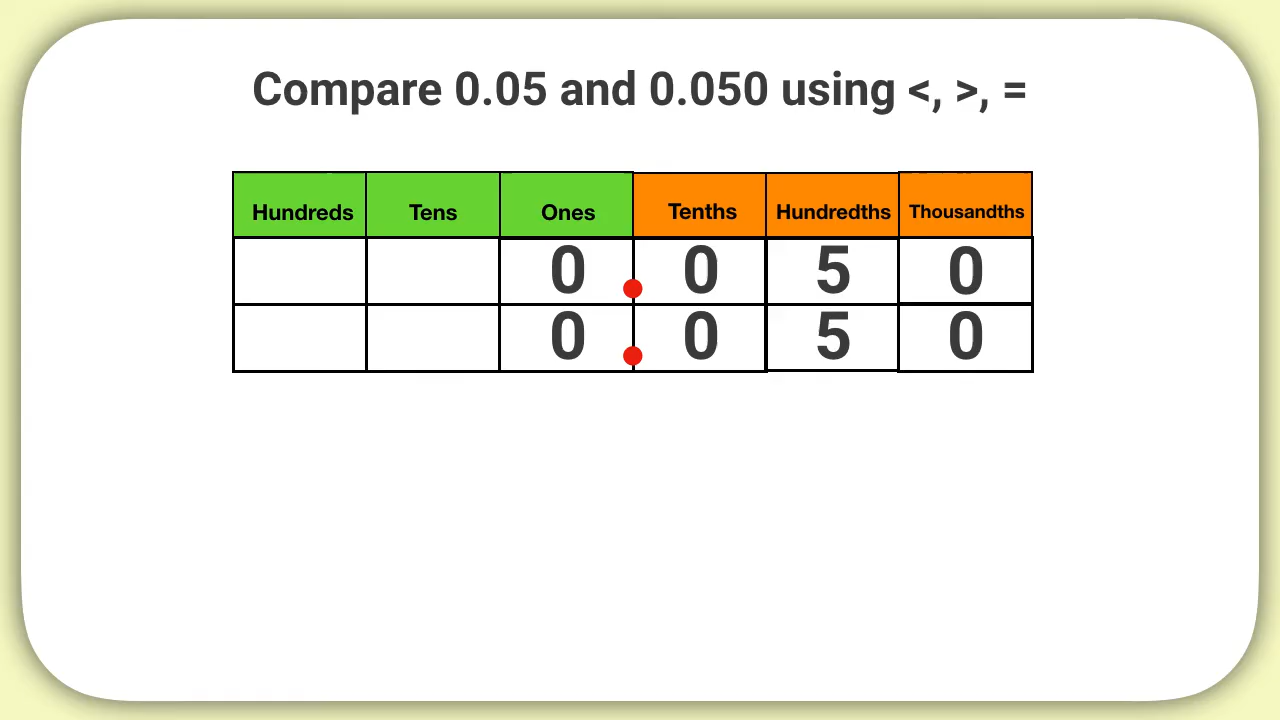 Compare 0.05 and 0.050 using <, >, =
Hundreds Tens Ones Tenths Hundredths Thousandths
0 . 0 5 0
0 . 0 5 0